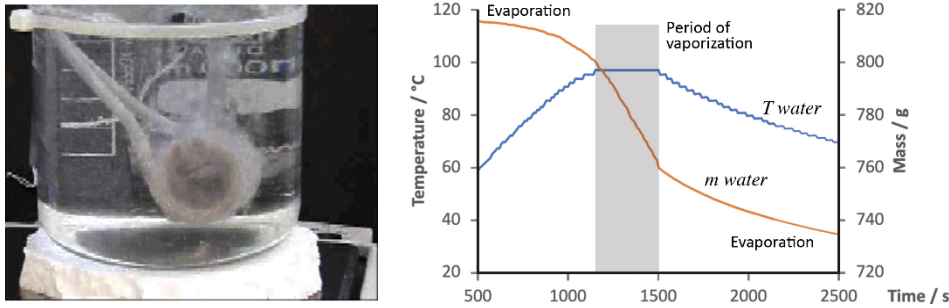 Evaporation
Period of
vaporization
T water
m water
Evaporation
Temperature / °C
120
100
80
60
40
20
Mass / g
820
800
780
760
740
720
500
1000
1500
2000
2500
Time / s